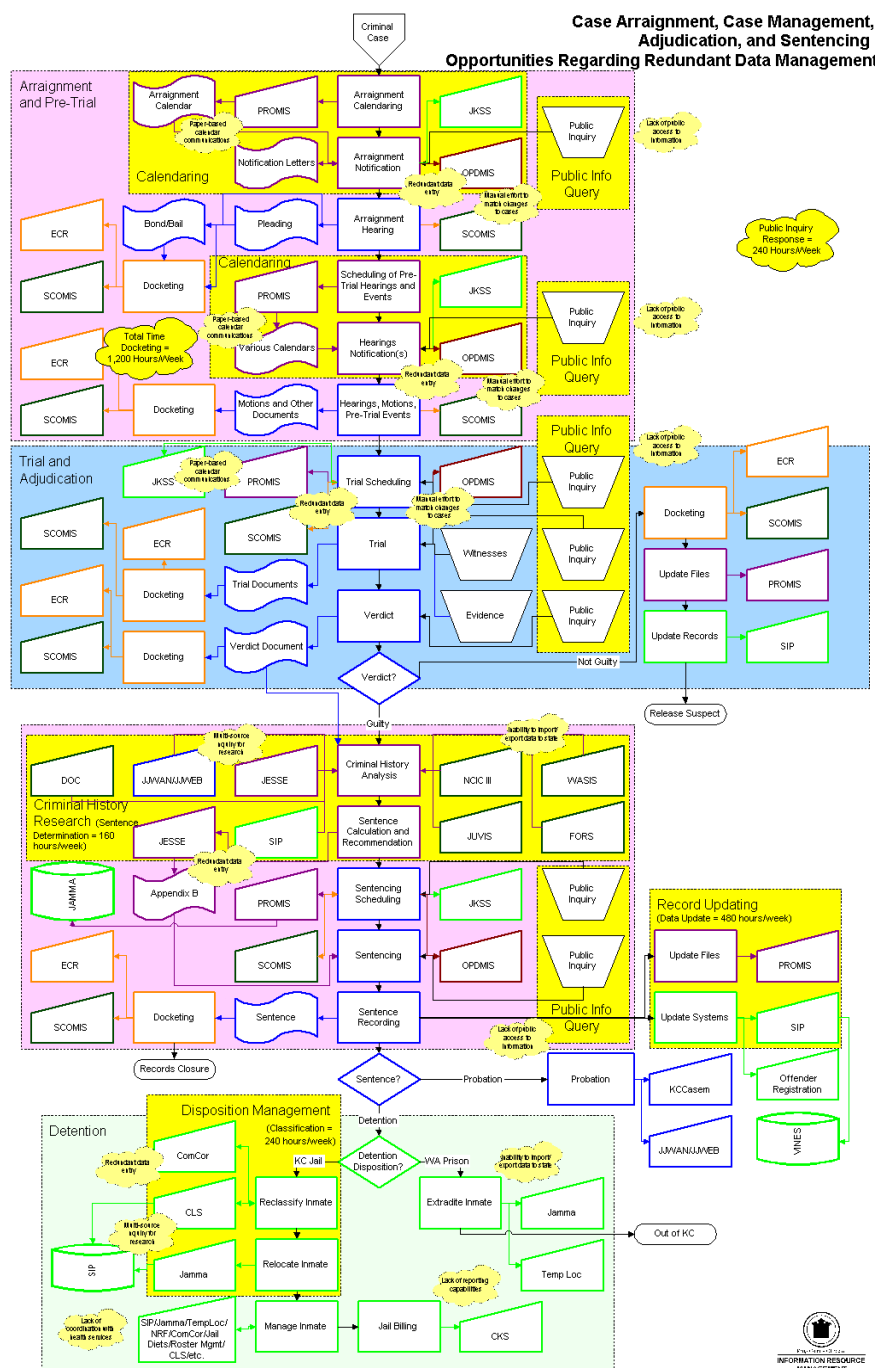 Case Arraignment, Case Management,
Adjudication, and Sentencing
Opportunities Regarding Redundant Data Management
Criminal
Case
Arraignment
and Pre-Trial
Arraignment
Calendar
PROMIS
Arraignment
Calendaring
JKSS
Public
Inquiry
Lack of public
access to
information
Paper-based
calendar
communications
Notification Letters
Arraignment
Notification
OPDMIS
Calendaring
Redundant data
entry
Manual effort to
match changes
to cases
Public Info
Query
ECR
Bond/Bail
Pleading
Arraignment
Hearing
SCOMIS
Public Inquiry
Response =
240 Hours/Week
Calendaring
SCOMIS
Docketing
PROMIS
Scheduling of Pre-
Trial Hearings and
Events
JKSS
Public
Inquiry
Lack of public
access to
information
Paper-based
calendar
communications
Total Time
Docketing =
1,200 Hours/Week
ECR
Various Calendars
Hearings
Notification(s)
OPDMIS
Public Info
Query
Redundant data
entry
Manual effort to
match changes
to cases
SCOMIS
Docketing
Motions and Other
Documents
Hearings, Motions,
Pre-Trial Events
SCOMIS
Public Info
Query
Lack of public
access to
information
Trial and
Adjudication
JKSS
Paper-based
calendar
communications
PROMIS
Trial Scheduling
OPDMIS
Public
Inquiry
ECR
Redundant data
entry
Manual effort to
match changes
to cases
Docketing
SCOMIS
SCOMIS
ECR
SCOMIS
Trial
Witnesses
Public
Inquiry
Update Files
PROMIS
ECR
Docketing
Trial Documents
Verdict
Evidence
Public
Inquiry
Update Records
SIP
SCOMIS
Docketing
Verdict Document
Verdict?
Not Guilty
Release Suspect
Guilty
Multi-source
inquiry for
research
Inability to import/
export data to state
DOC
JJWAN/JJWEB
JESSE
Criminal History
Analysis
NCIC III
WASIS
Criminal History
Research (Sentence
Determination = 160
hours/week)
JESSE
SIP
Sentence
Calculation and
Recommendation
JUVIS
FORS
Redundant data
entry
JAMMA
Appendix B
PROMIS
Sentencing
Scheduling
JKSS
Public
Inquiry
Record Updating
(Data Update = 480 hours/week)
ECR
SCOMIS
Sentencing
OPDMIS
Public
Inquiry
Update Files
PROMIS
SCOMIS
Docketing
Sentence
Sentence
Recording
Public Info
Query
Update Systems
SIP
Lack of public
access to
information
Records Closure
Sentence?
Probation
Probation
KCCasem
Offender
Registration
Detention
JJWAN/JJWEB
VINES
Detention
Disposition Management
(Classification =
240 hours/week)
ComCor
Redundant data
entry
KC Jail
Detention
Disposition?
WA Prison
Inability to import/
export data to state
CLS
Reclassify Inmate
Extradite Inmate
Jamma
Multi-source
inquiry for
research
Out of KC
SIP
Jamma
Relocate Inmate
Temp Loc
Lack of reporting
capabilities
Lack of
coordination with
health services
SIP/Jamma/TempLoc/
NRF/ComCor/Jail
Diets/Roster Mgmt/
CLS/etc.
Manage Inmate
Jail Billing
CKS
INFORMATION RESOURCE
MANAGEMENT